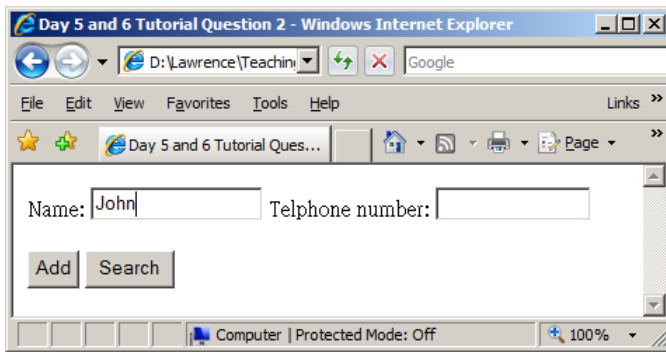 Day 5 and 6 Tutorial Question 2 - Windows Internet Explorer
D:\Lawrence\Teachin Google
File Edit View Favorites Tools Help Links »
Day 5 and 6 Tutorial Ques... Page »
Name: John Telphone number:
Add Search
Computer | Protected Mode: Off 100%